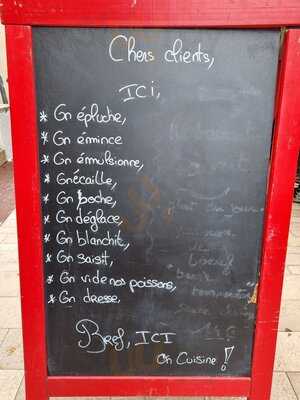 Chers clients,
ICi,
* On épluche,
* On émince
* On émmulsionne,
* On écaille,
* On poche,
* On déglace,
* On blanchit,
* On saisit,
* On vide nos poissons,
* On dresse,
Bref, ICI
On Cuisine !